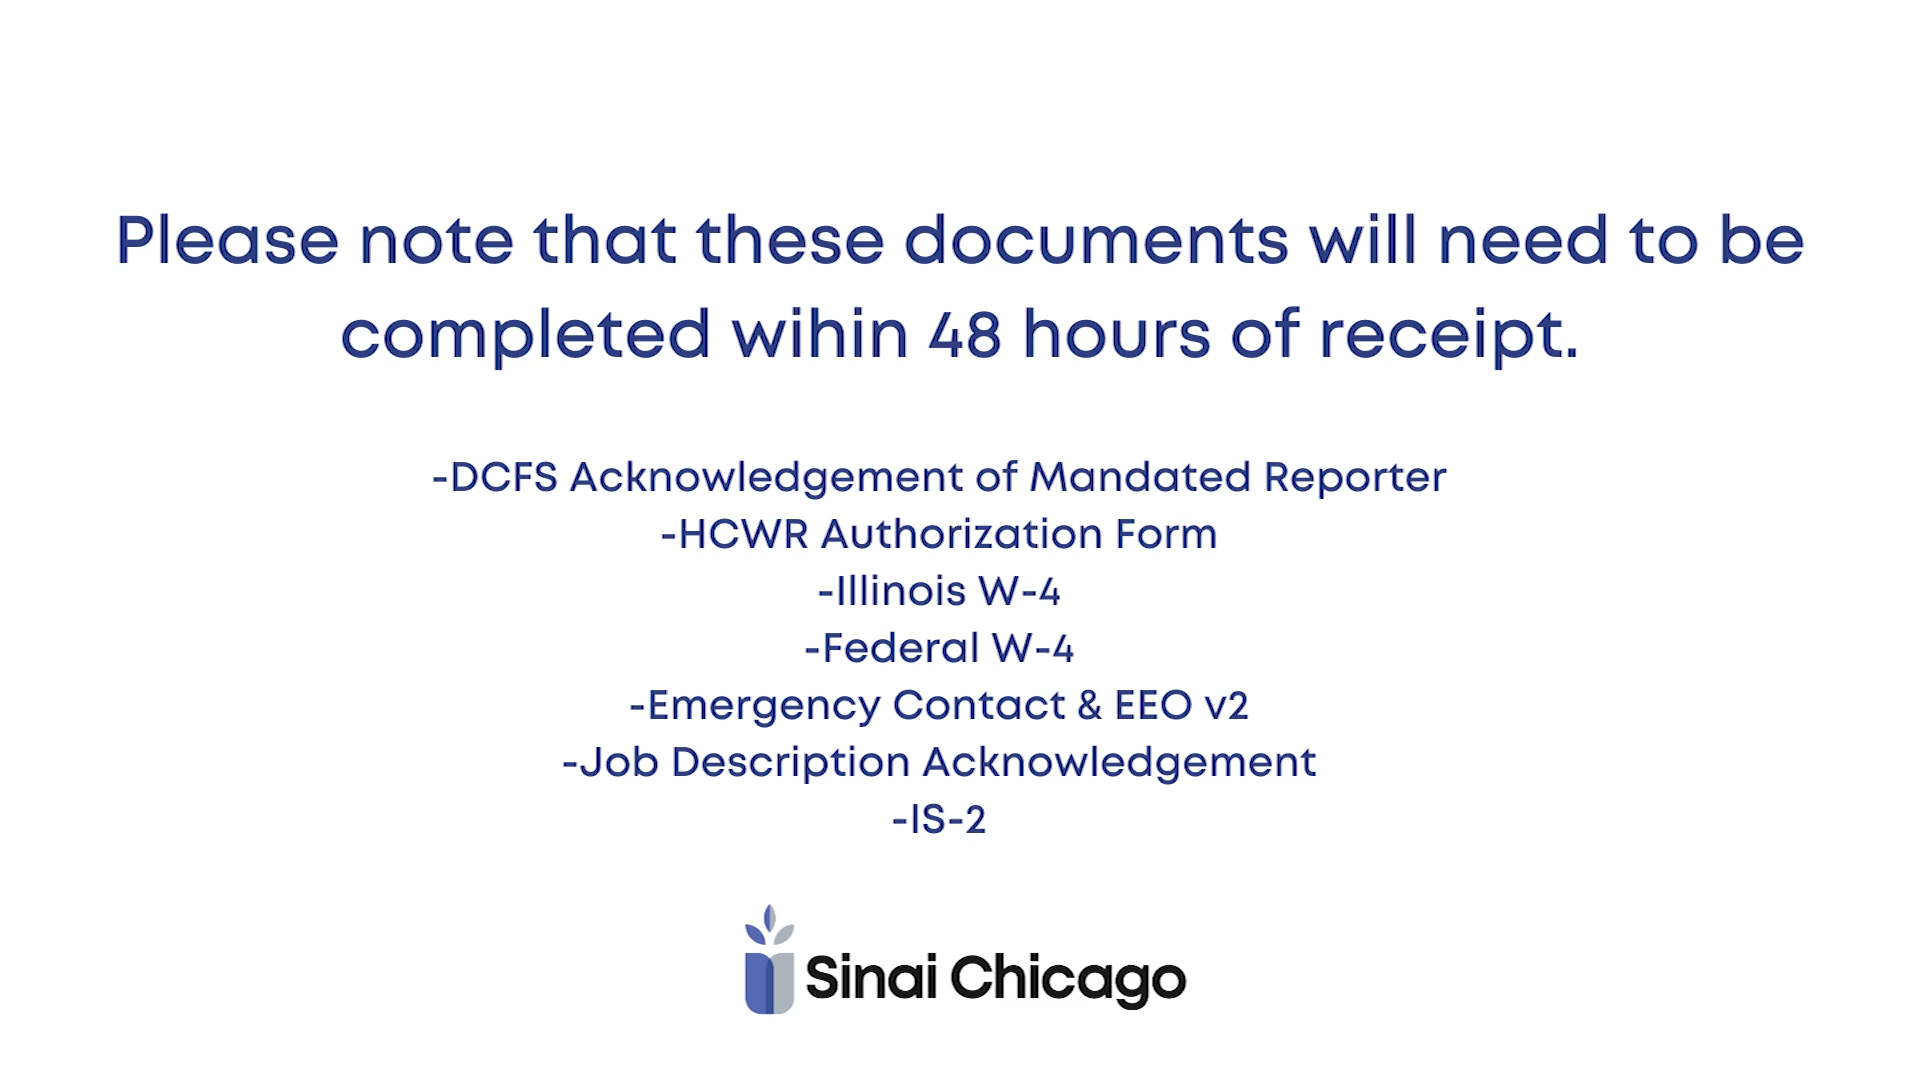 Please note that these documents will need to be
completed wihin 48 hours of receipt.
-DCFS Acknowledgement of Mandated Reporter
-HCWR Authorization Form
-Illinois W-4
-Federal W-4
-Emergency Contact & EEO v2
-Job Description Acknowledgement
-IS-2
Sinai Chicago